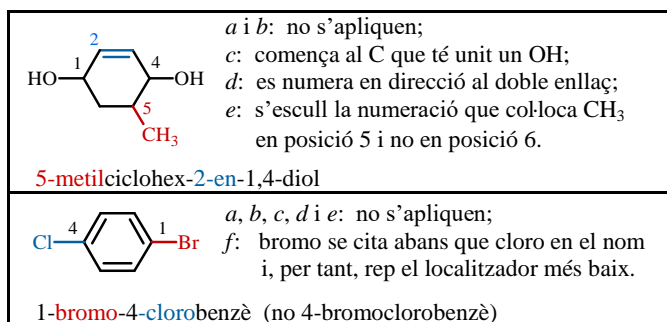 a i b: no s'apliquen;
c: comença al C que té unit un OH;
d: es numera en direcció al doble enllaç;
e: s'escull la numeració que col·loca CH3
en posició 5 i no en posició 6.
2
1
4
HO
OH
5
CH3
5-metilciclohex-2-en-1,4-diol
a, b, c, d i e: no s'apliquen;
f: bromo se cita abans que cloro en el nom
i, per tant, rep el localitzador més baix.
4
1
Cl
Br
1-bromo-4-clorobenzè (no 4-bromoclorobenzè)